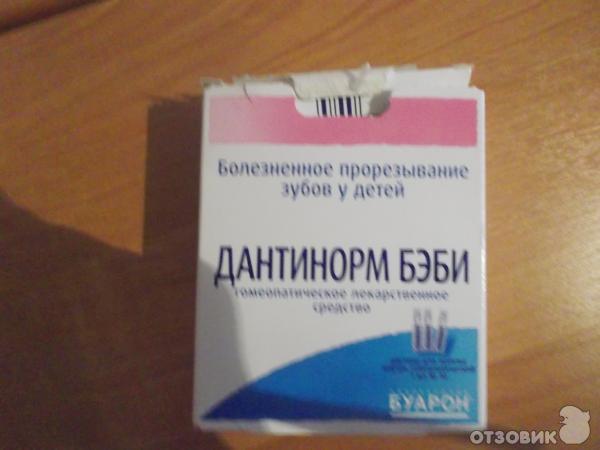 Болезненное прорезывание
зубов у детей
ДАНТИНОРМ БЭБИ
гомеопатическое лекарственное
средство
БУАРОН
ОТЗОВИК